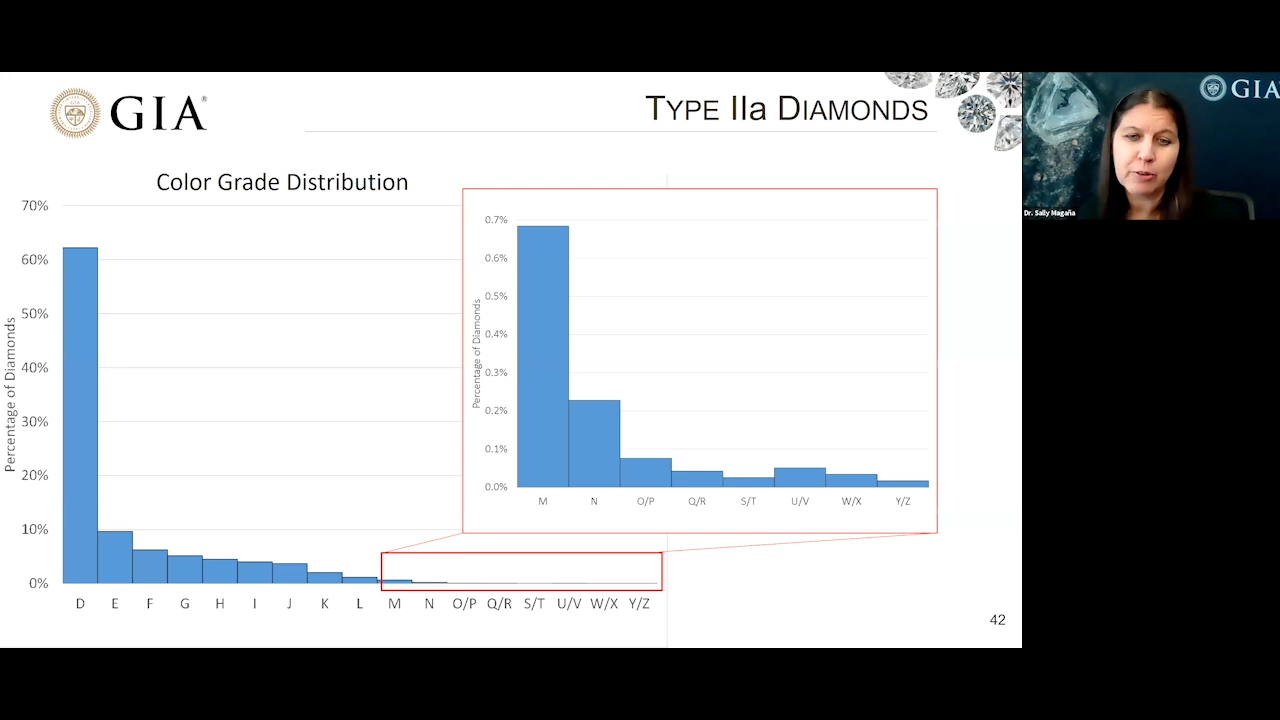 GIA®
TYPE IIa DIAMONDS
GIA
Dr. Sally Magaña
Color Grade Distribution
Percentage of Diamonds
70%
60%
50%
40%
30%
20%
10%
0%
D E F G H I J K L M N O/P Q/R S/T U/V W/X Y/Z
Percentage of Diamonds
0.7%
0.6%
0.5%
0.4%
0.3%
0.2%
0.1%
0.0%
M N O/P Q/R S/T U/V W/X Y/Z
42